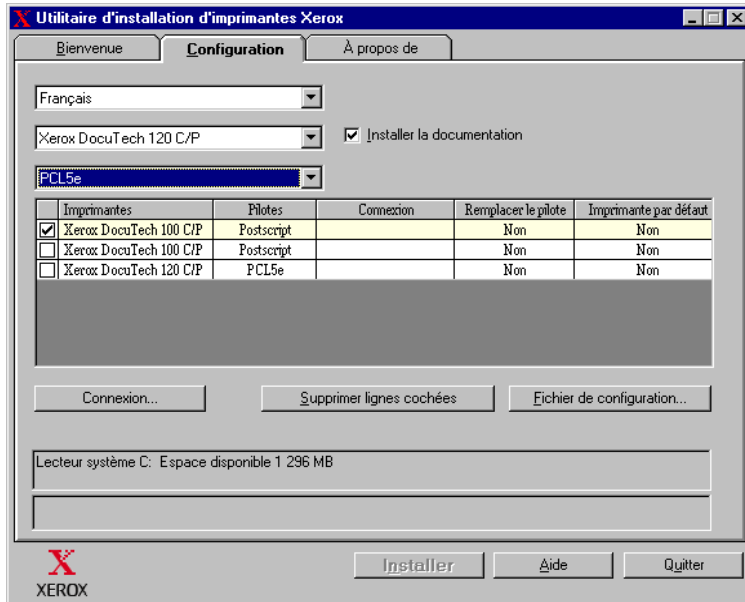 Utilitaire d'installation d'imprimantes Xerox
Bienvenue Configuration À propos de
Français
Xerox DocuTech 120 C/P Installer la documentation
PCL5e
Imprimantes Pilotes Connexion Remplacer le pilote Imprimante par défaut
Xerox DocuTech 100 C/P Postscript Non Non
Xerox DocuTech 100 C/P Postscript Non Non
Xerox DocuTech 120 C/P PCL5e Non Non
Connexion... Supprimer lignes cochées Fichier de configuration...
Lecteur système C: Espace disponible 1 296 MB
X
XEROX
Installer Aide Quitter